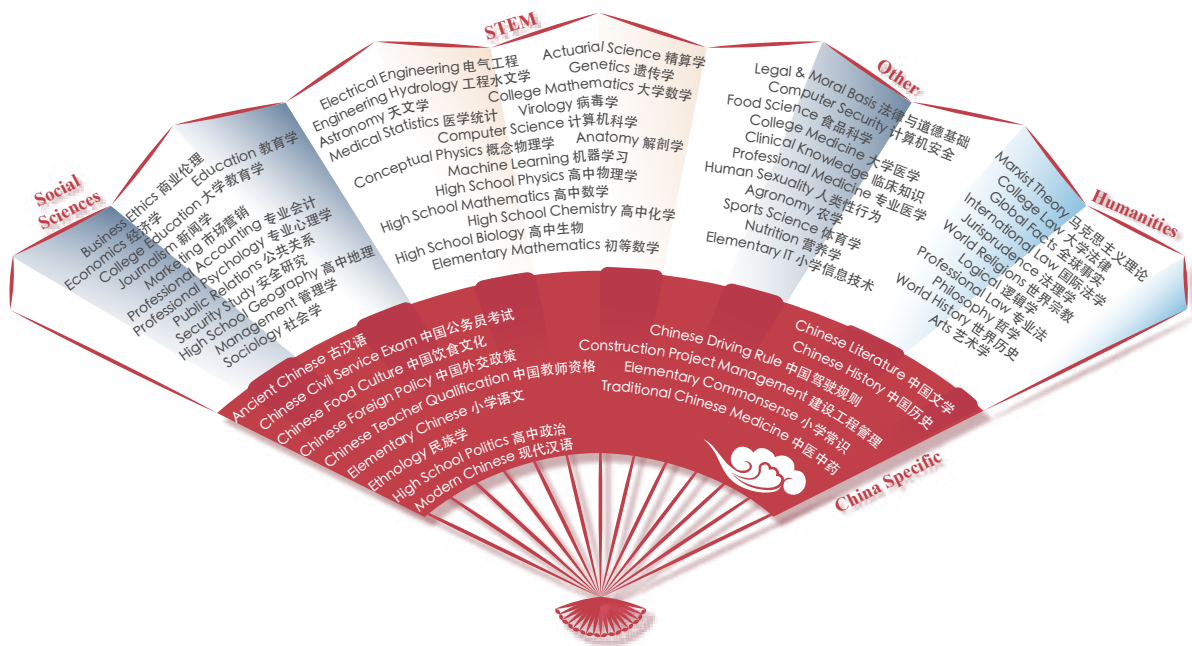 Social
Sciences
Business Ethics 商业伦理
Education 教育学
Economics 经济学
College Education 大学教育学
Journalism 新闻学
Marketing 市场营销
Professional Accounting 专业会计
Professional Psychology 专业心理学
Public Relations 公共关系
Security Study 安全研究
High School Geography 高中地理
Management 管理学
Sociology 社会学
STEM
Electrical Engineering 电气工程
Engineering Hydrology 工程水文学
Astronomy 天文学
Medical Statistics 医学统计
Actuarial Science 精算学
Genetics 遗传学
College Mathematics 大学数学
Virology 病毒学
Computer Science 计算机科学
Conceptual Physics 概念物理学
Anatomy 解剖学
Machine Learning 机器学习
High School Physics 高中物理学
High School Mathematics 高中数学
High School Chemistry 高中化学
High School Biology 高中生物
Elementary Mathematics 初等数学
Other
Legal & Moral Basis 法律与道德基础
Computer Security 计算机安全
Food Science 食品科学
College Medicine 大学医学
Clinical Knowledge 临床知识
Professional Medicine 专业医学
Human Sexuality 人类性行为
Agronomy 农学
Sports Science 体育学
Nutrition 营养学
Elementary IT 小学信息技术
Humanities
Marxist Theory 马克思主义理论
College Law 大学法律
Global Facts 全球事实
International Law 国际法学
Jurisprudence 法理学
World Religions 世界宗教
Logical 逻辑学
Professional Law 专业法
Philosophy 哲学
World History 世界历史
Arts 艺术学
Ancient Chinese 古汉语
Chinese Civil Service Exam 中国公务员考试
Chinese Food Culture 中国饮食文化
Chinese Foreign Policy 中国外交政策
Chinese Teacher Qualification 中国教师资格
Elementary Chinese 小学语文
Ethnology 民族学
High School Politics 高中政治
Modern Chinese 现代汉语
Chinese Literature 中国文学
Chinese History 中国历史
Chinese Driving Rule 中国驾驶规则
Construction Project Management 建设工程管理
Elementary Commonsense 小学常识
Traditional Chinese Medicine 中医中药
China Specific